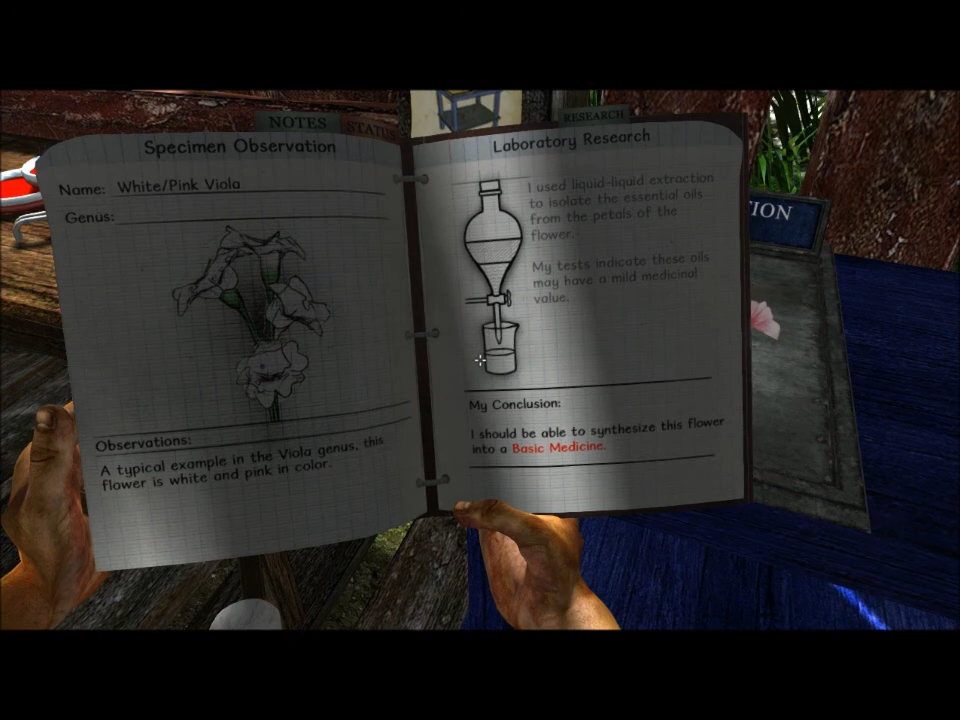 NOTES
STATUS
RESEARCH
Specimen Observation
Name: White/Pink Viola
Genus:
Observations:
A typical example in the Viola genus, this
flower is white and pink in color.
Laboratory Research
I used liquid-liquid extraction
to isolate the essential oils
from the petals of the
flower.
My tests indicate these oils
may have a mild medicinal
value.
My Conclusion:
I should be able to synthesize this flower
into a Basic Medicine.
TION